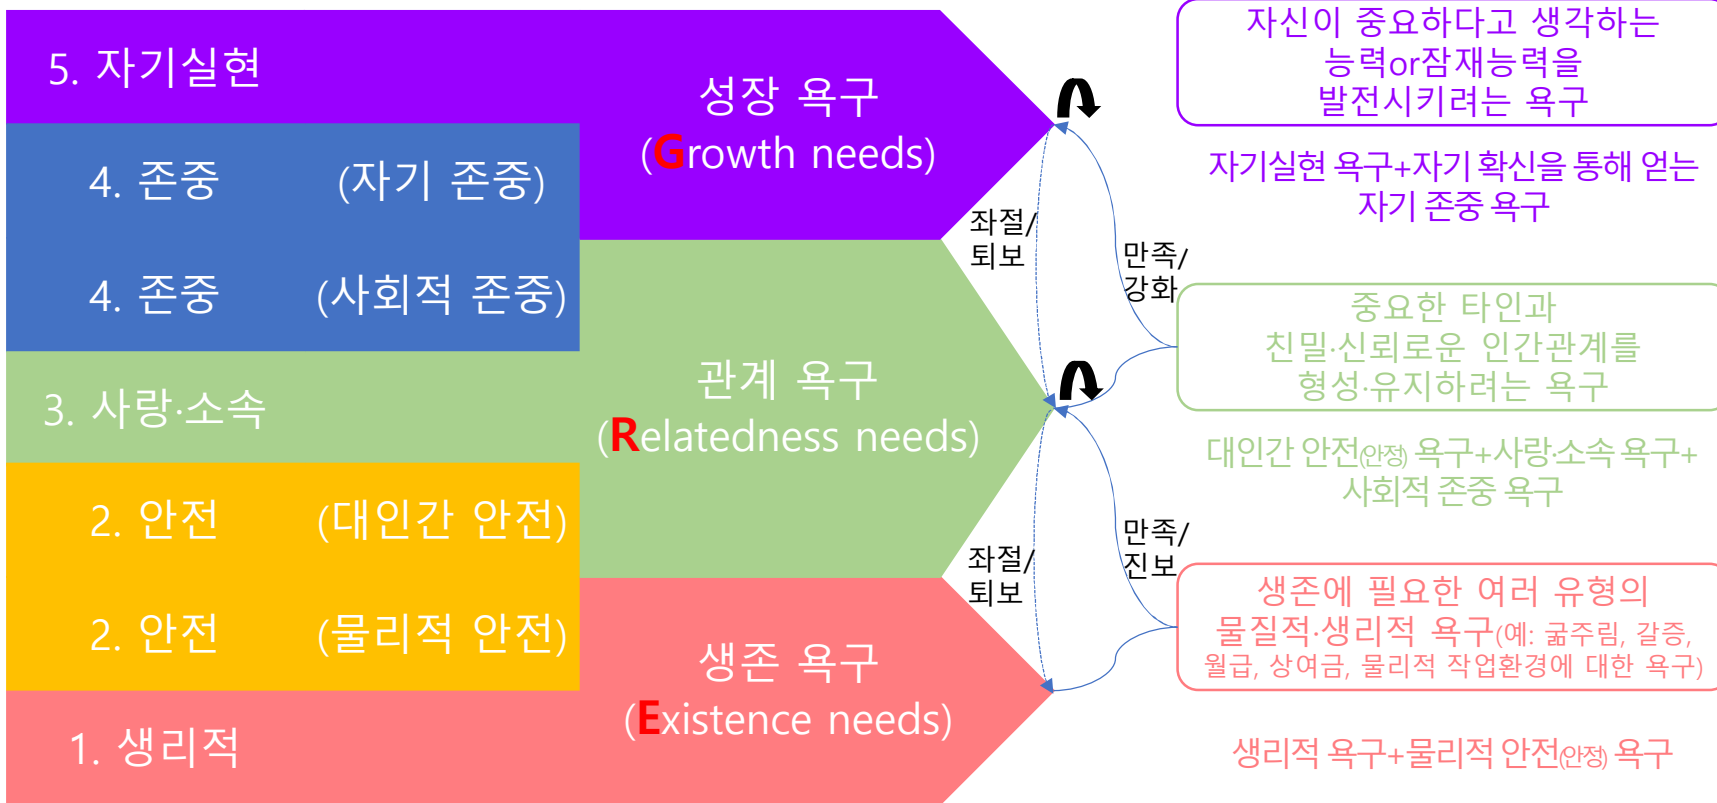 5. 자기실현
4. 존중 (자기 존중)
4. 존중 (사회적 존중)
3. 사랑·소속
2. 안전 (대인간 안전)
2. 안전 (물리적 안전)
1. 생리적
성장 욕구
(Growth needs)
관계 욕구
(Relatedness needs)
생존 욕구
(Existence needs)
좌절/
퇴보
만족/
강화
좌절/
퇴보
만족/
진보
자신이 중요하다고 생각하는
능력or잠재능력을
발전시키려는 욕구
자기실현 욕구+자기 확신을 통해 얻는
자기 존중 욕구
중요한 타인과
친밀·신뢰로운 인간관계를
형성·유지하려는 욕구
대인간 안전(안정) 욕구+사랑·소속 욕구+
사회적 존중 욕구
생존에 필요한 여러 유형의
물질적·생리적 욕구(예: 굶주림, 갈증,
월급, 상여금, 물리적 작업환경에 대한 욕구)
생리적 욕구+물리적 안전(안정) 욕구